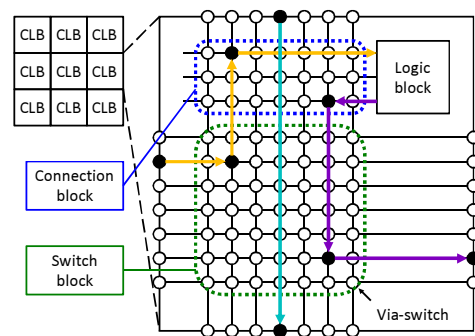 CLB CLB CLB
CLB CLB CLB
CLB CLB CLB
Logic
block
Connection
block
Switch
block
Via-switch